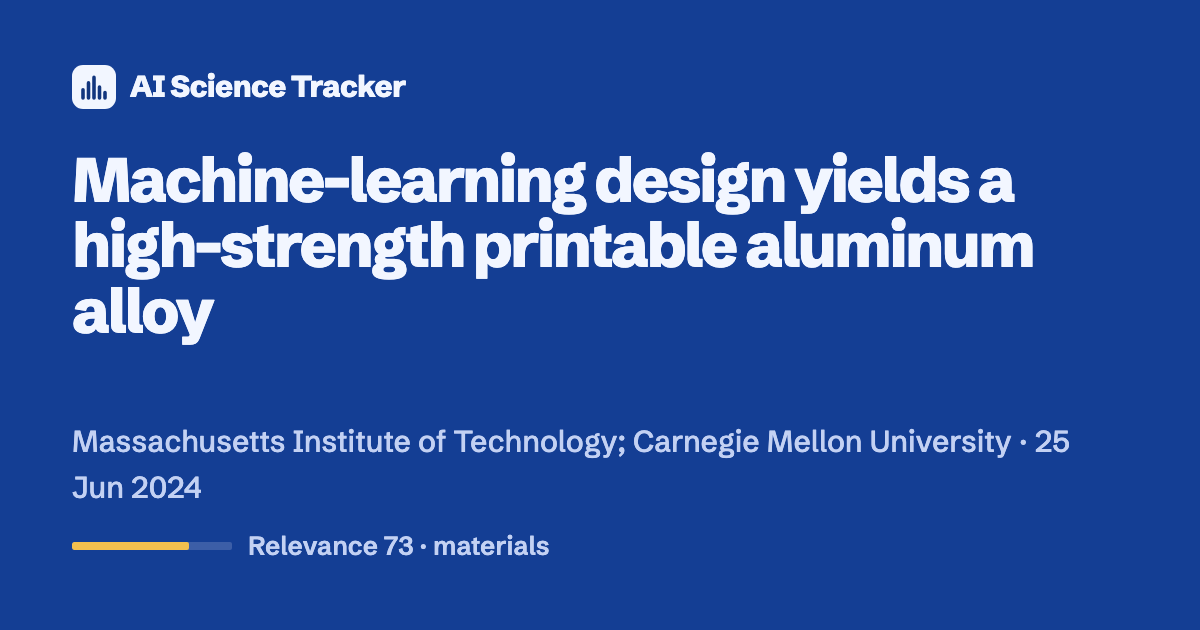 AI Science Tracker
Machine-learning design yields a
high-strength printable aluminum
alloy
Massachusetts Institute of Technology; Carnegie Mellon University · 25
Jun 2024
Relevance 73 · materials